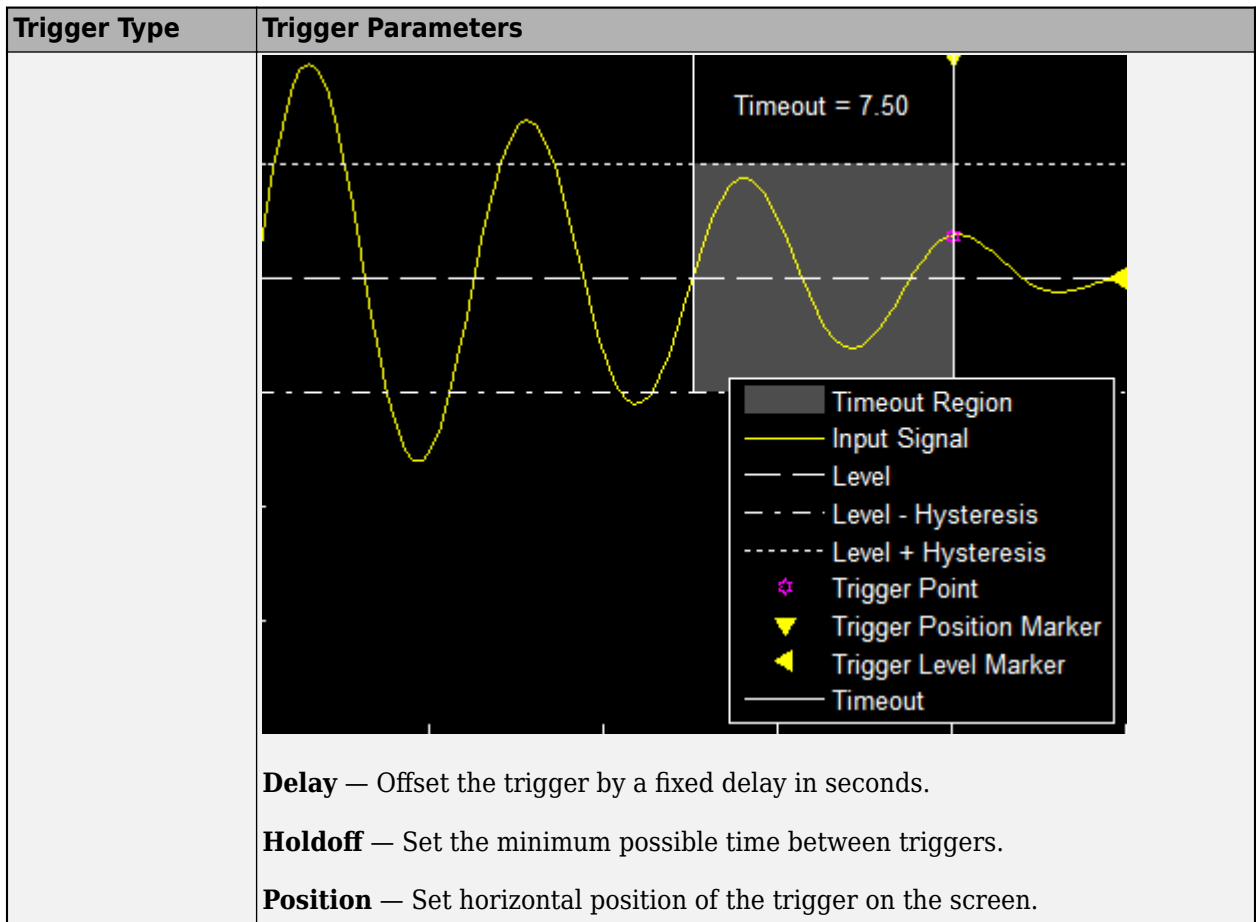 Trigger Type
Trigger Parameters
Timeout = 7.50
Timeout Region
Input Signal
Level
Level - Hysteresis
Level + Hysteresis
Trigger Point
Trigger Position Marker
Trigger Level Marker
Timeout
Delay — Offset the trigger by a fixed delay in seconds.
Holdoff — Set the minimum possible time between triggers.
Position — Set horizontal position of the trigger on the screen.